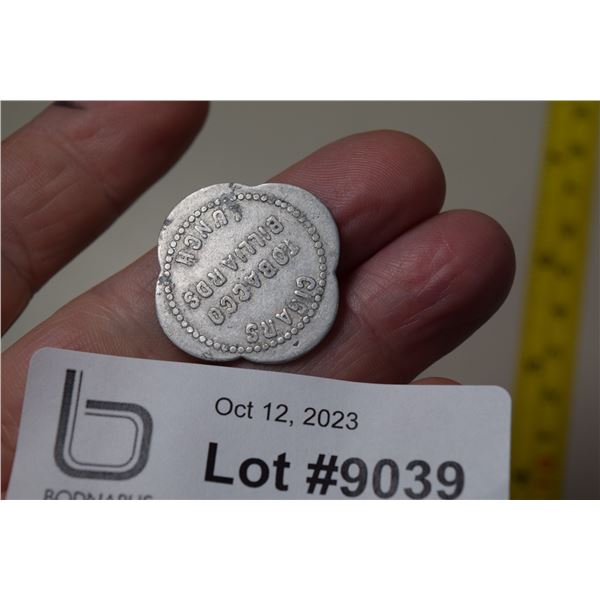 CIGARS
TOBACCO
BILLIARDS
LUNCH
Oct 12, 2023
Lot #9039
BODNARUS